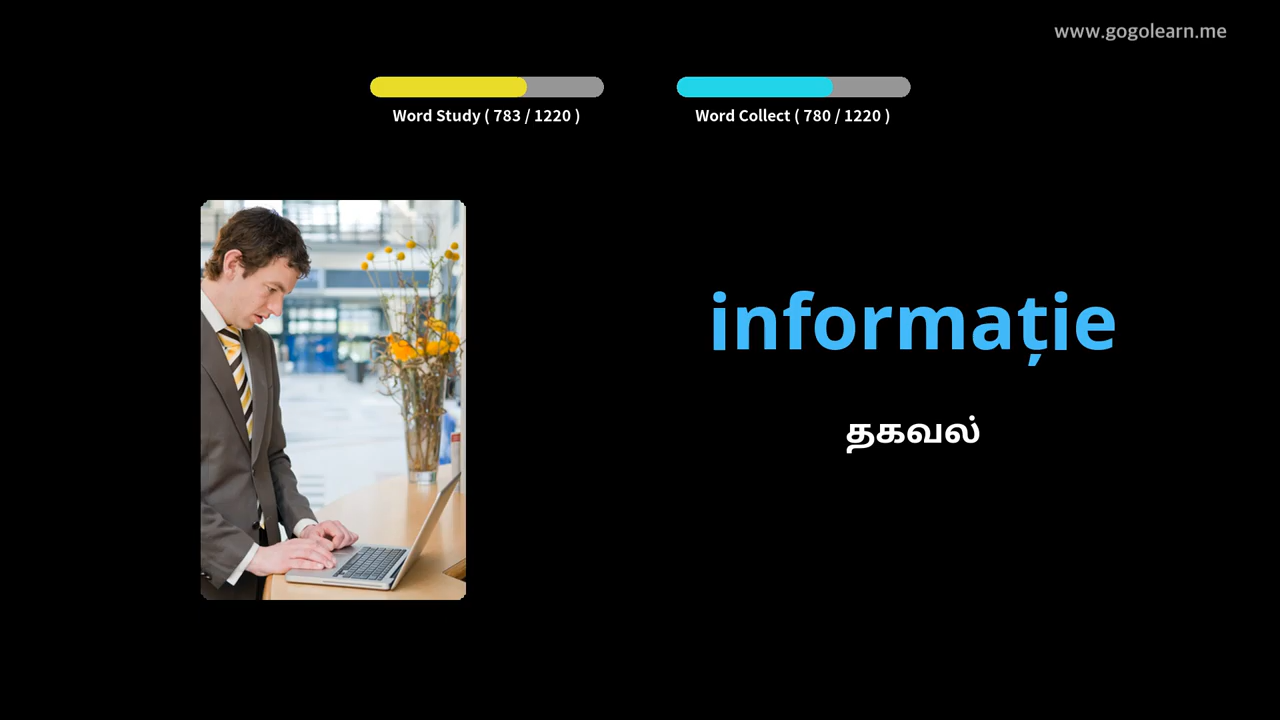 www.gogolearn.me
Word Study ( 783 / 1220 )
Word Collect ( 780 / 1220 )
informație
தகவல்